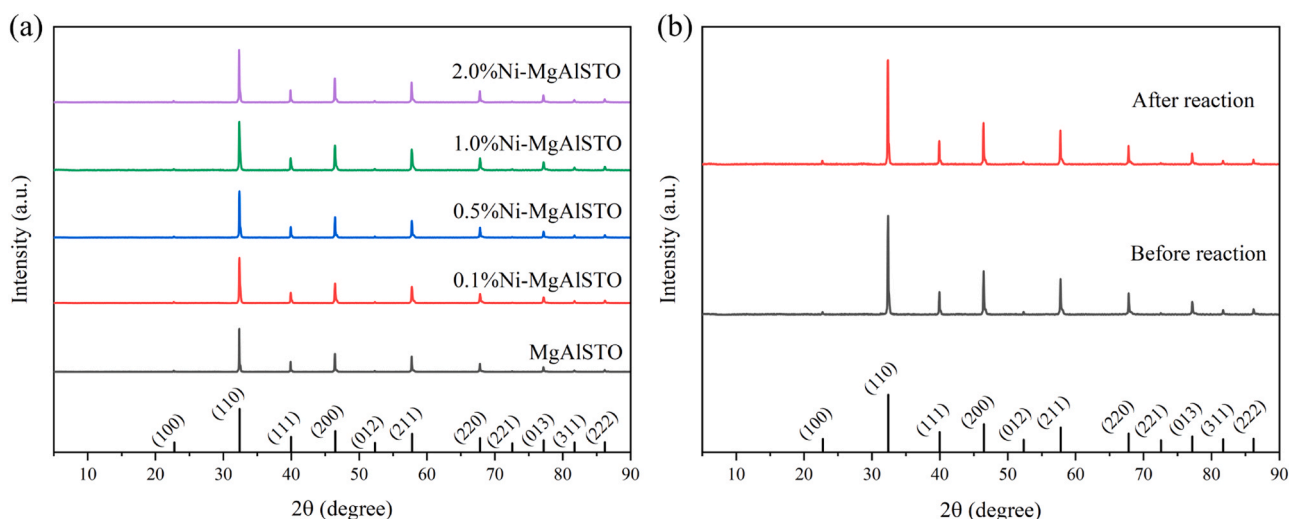 (a)
2.0%Ni-MgAlSTO
1.0%Ni-MgAlSTO
0.5%Ni-MgAlSTO
0.1%Ni-MgAlSTO
MgAlSTO
Intensity (a.u.)
(100)
(110)
(111)
(200)
(012)
(211)
(220)
(221)
(013)
(311)
(222)
10 20 30 40 50 60 70 80 90
2θ (degree)
(b)
After reaction
Before reaction
Intensity (a.u.)
(100)
(110)
(111)
(200)
(012)
(211)
(220)
(221)
(013)
(311)
(222)
10 20 30 40 50 60 70 80 90
2θ (degree)